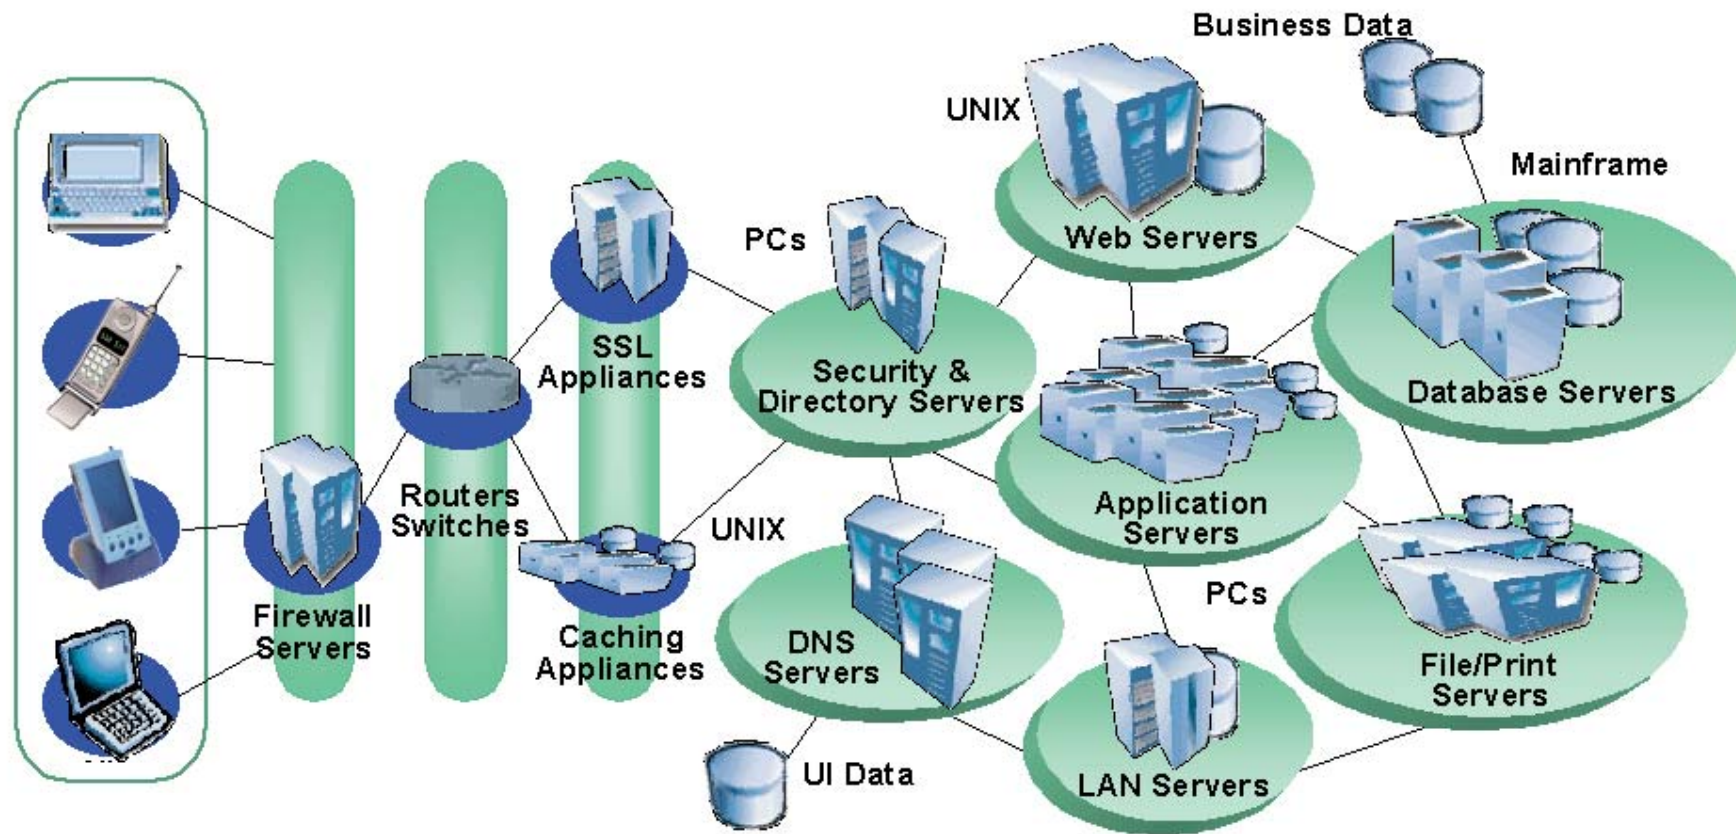 Business Data
UNIX
Mainframe
Web Servers
PCs
SSL
Appliances
Security &
Directory Servers
Database Servers
Routers
Switches
Application
Servers
UNIX
PCs
Firewall
Servers
Caching
Appliances
DNS
Servers
File/Print
Servers
UI Data
LAN Servers